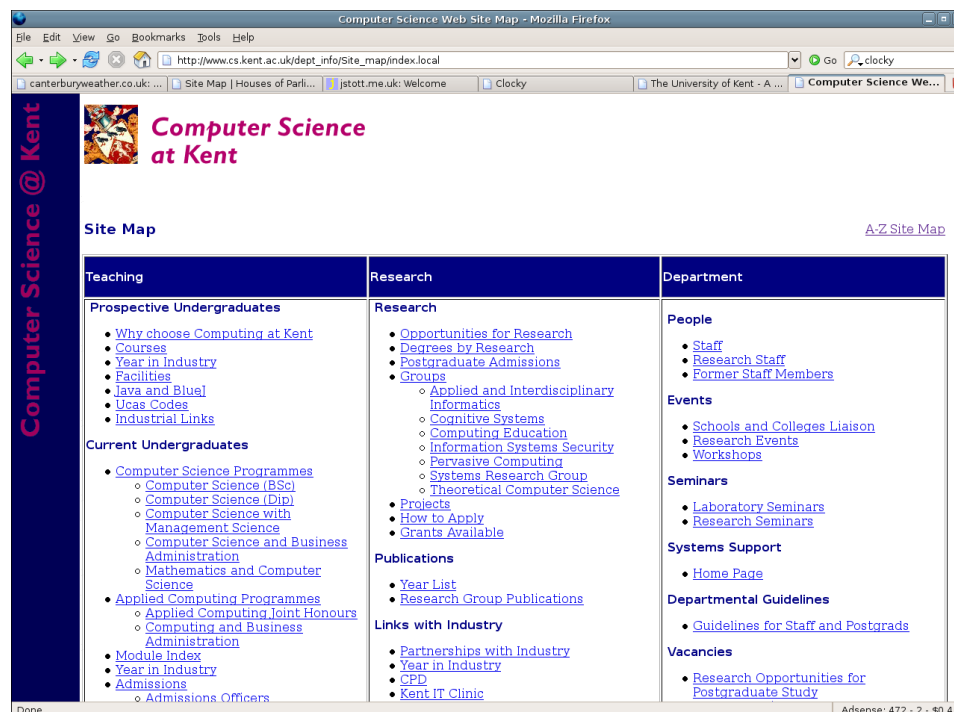 Computer Science Web Site Map - Mozilla Firefox
File Edit View Go Bookmarks Tools Help
http://www.cs.kent.ac.uk/dept_info/Site_map/index.local
Go
clocky
canterburyweather.co.uk: ...
Site Map | Houses of Parli...
jstott.me.uk: Welcome
Clocky
The University of Kent - A ...
Computer Science We...
Computer Science @ Kent
Computer Science
at Kent
Site Map
A-Z Site Map
Teaching
Prospective Undergraduates
Why choose Computing at Kent
Courses
Year in Industry
Facilities
Java and BlueJ
Ucas Codes
Industrial Links
Current Undergraduates
Computer Science Programmes
Computer Science (BSc)
Computer Science (Dip)
Computer Science with
Management Science
Computer Science and Business
Administration
Mathematics and Computer
Science
Applied Computing Programmes
Applied Computing Joint Honours
Computing and Business
Administration
Module Index
Year in Industry
Admissions
Admissions Officers
Research
Research
Opportunities for Research
Degrees by Research
Postgraduate Admissions
Groups
Applied and Interdisciplinary
Informatics
Cognitive Systems
Computing Education
Information Systems Security
Pervasive Computing
Systems Research Group
Theoretical Computer Science
Projects
How to Apply
Grants Available
Publications
Year List
Research Group Publications
Links with Industry
Partnerships with Industry
Year in Industry
CPD
Kent IT Clinic
Department
People
Staff
Research Staff
Former Staff Members
Events
Schools and Colleges Liaison
Research Events
Workshops
Seminars
Laboratory Seminars
Research Seminars
Systems Support
Home Page
Departmental Guidelines
Guidelines for Staff and Postgrads
Vacancies
Research Opportunities for
Postgraduate Study
Done
Adsense: 472 - 2 - $0.4